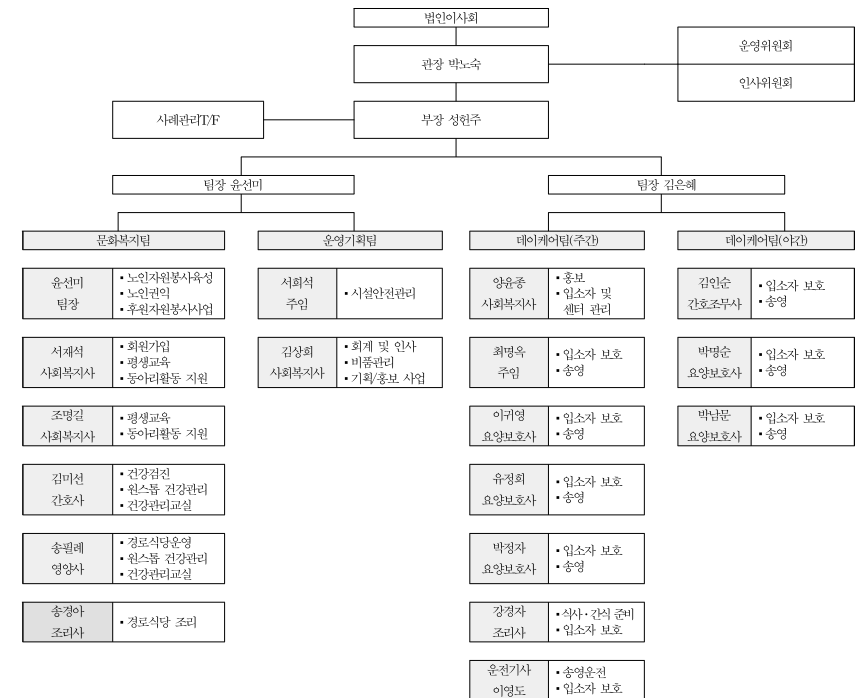 법인이사회
관장 박노숙
운영위원회
인사위원회
사례관리T/F
부장 성헌주
팀장 윤선미
팀장 김은혜
문화복지팀
운영기획팀
데이케어팀(주간)
데이케어팀(야간)
윤선미
팀장
▪ 노인자원봉사육성
▪ 노인권익
▪ 후원자원봉사사업
서재석
사회복지사
▪ 회원가입
▪ 평생교육
▪ 동아리활동 지원
조명길
사회복지사
▪ 평생교육
▪ 동아리활동 지원
김미선
간호사
▪ 건강검진
▪ 원스톱 건강관리
▪ 건강관리교실
송필례
영양사
▪ 경로식당운영
▪ 원스톱 건강관리
▪ 건강관리교실
송경아
조리사
▪ 경로식당 조리
서희석
주임
▪ 시설안전관리
김상회
사회복지사
▪ 회계 및 인사
▪ 비품관리
▪ 기획/홍보 사업
양윤종
사회복지사
▪ 홍보
▪ 입소자 및
센터 관리
최명옥
주임
▪ 입소자 보호
▪ 송영
이귀영
요양보호사
▪ 입소자 보호
▪ 송영
유정희
요양보호사
▪ 입소자 보호
▪ 송영
박정자
요양보호사
▪ 입소자 보호
▪ 송영
강경자
조리사
▪ 식사·간식 준비
▪ 입소자 보호
운전기사
이영도
▪ 송영운전
▪ 입소자 보호
김인순
간호조무사
▪ 입소자 보호
▪ 송영
박명순
요양보호사
▪ 입소자 보호
▪ 송영
박남문
요양보호사
▪ 입소자 보호
▪ 송영